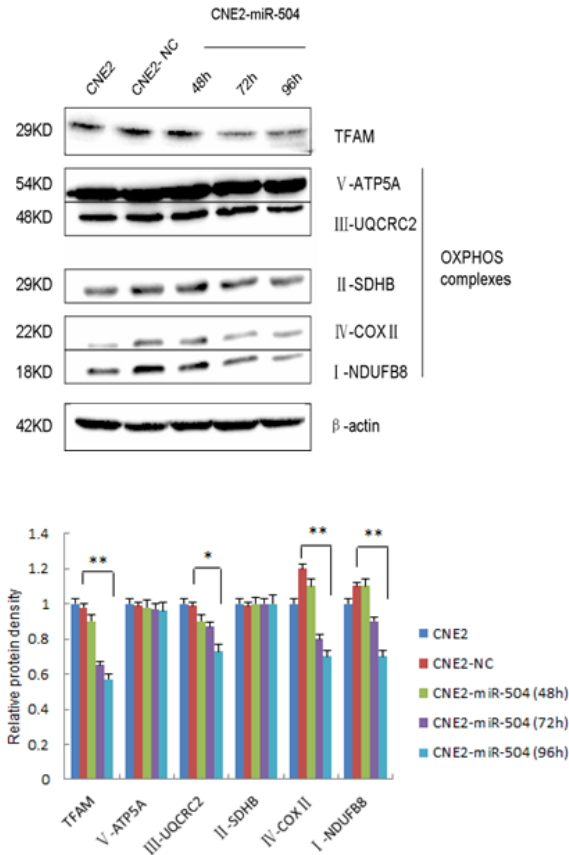 CNE2-miR-504
CNE2
CNE2- NC
48h
72h
96h
29KD
TFAM
54KD
Ⅴ-ATP5A
48KD
Ⅲ-UQCRC2
OXPHOS
complexes
29KD
Ⅱ-SDHB
22KD
Ⅳ-COXⅡ
18KD
Ⅰ-NDUFB8
42KD
β-actin
Relative protein density
1.4
1.2
1
0.8
0.6
0.4
0.2
0
**
*
**
**
TFAM
Ⅴ-ATP5A
Ⅲ-UQCRC2
Ⅱ-SDHB
Ⅳ-COXⅡ
Ⅰ-NDUFB8
CNE2
CNE2-NC
CNE2-miR-504 (48h)
CNE2-miR-504 (72h)
CNE2-miR-504 (96h)